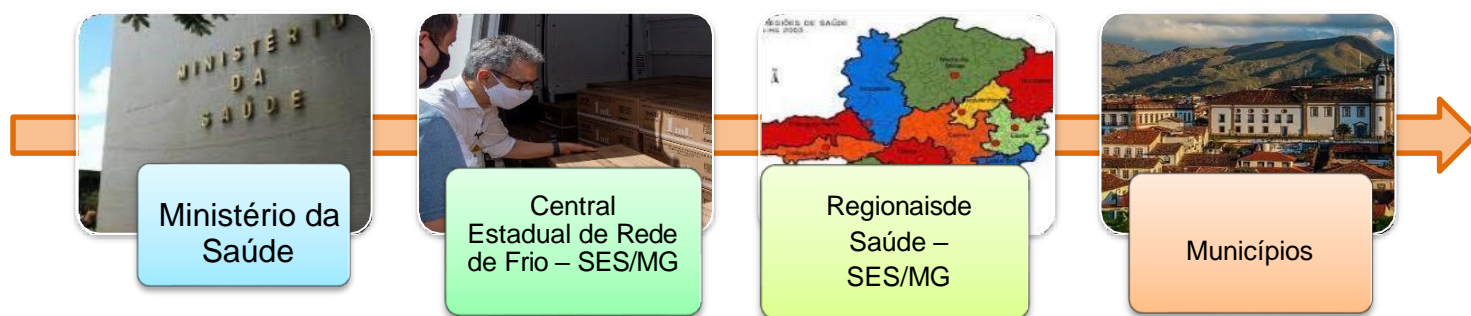 MINISTÉRIO
DA
SAÚDE
Ministério da
Saúde
Central
Estadual de Rede
de Frio – SES/MG
Regionaisde
Saúde –
SES/MG
Municípios